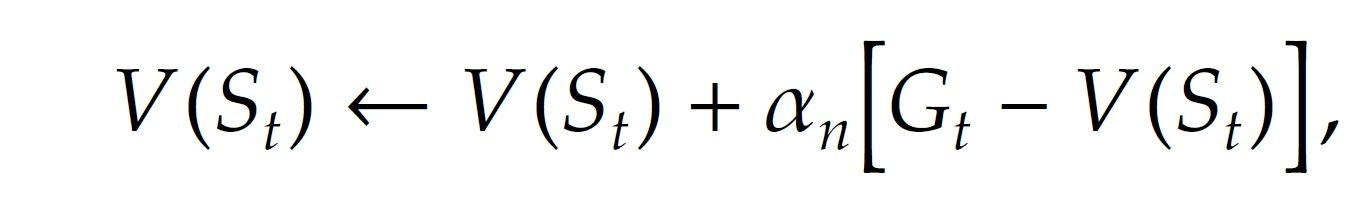 V(S_t) ← V(S_t) + α_n[G_t − V(S_t)],